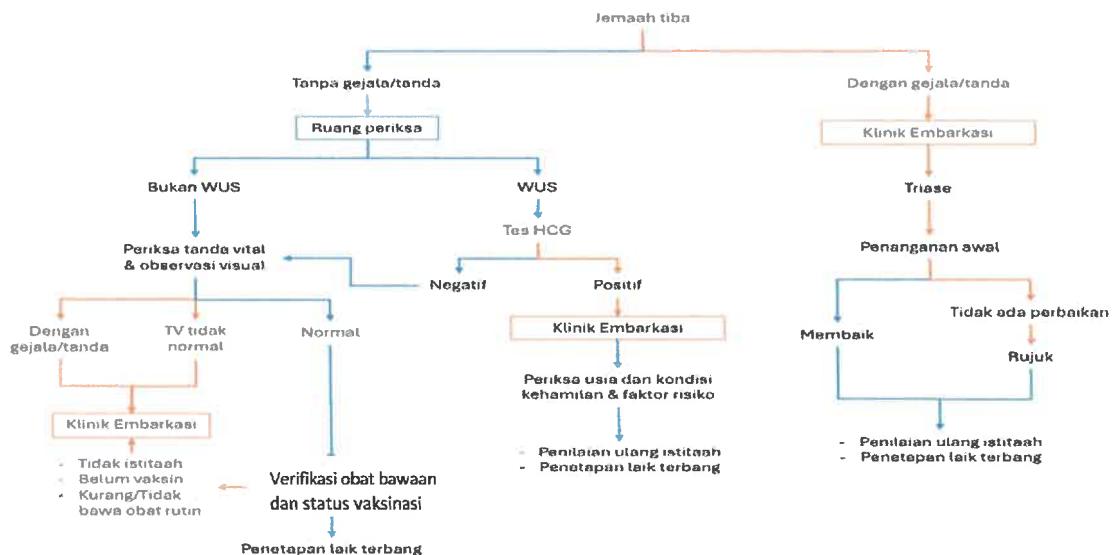 Jemaah tiba
Tanpa gejala/tanda
Dengan gejala/tanda
Ruang periksa
Klinik Embarkasi
Bukan WUS
WUS
Triase
Tes HCG
Periksa tanda vital
& observasi visual
Penanganan awal
Negatif
Positif
Dengan
gejala/tanda
TV tidak
normal
Normal
Klinik Embarkasi
Membaik
Tidak ada perbaikan
Rujuk
Periksa usia dan kondisi
kehamilan & faktor risiko
Klinik Embarkasi
- Penilaian ulang istitaah
- Penetapan laik terbang
- Penilaian ulang istitaah
- Penetapan laik terbang
- Tidak istitaah
- Belum vaksin
- Kurang/Tidak
bawa obat rutin
Verifikasi obat bawaan
dan status vaksinasi
Penetapan laik terbang